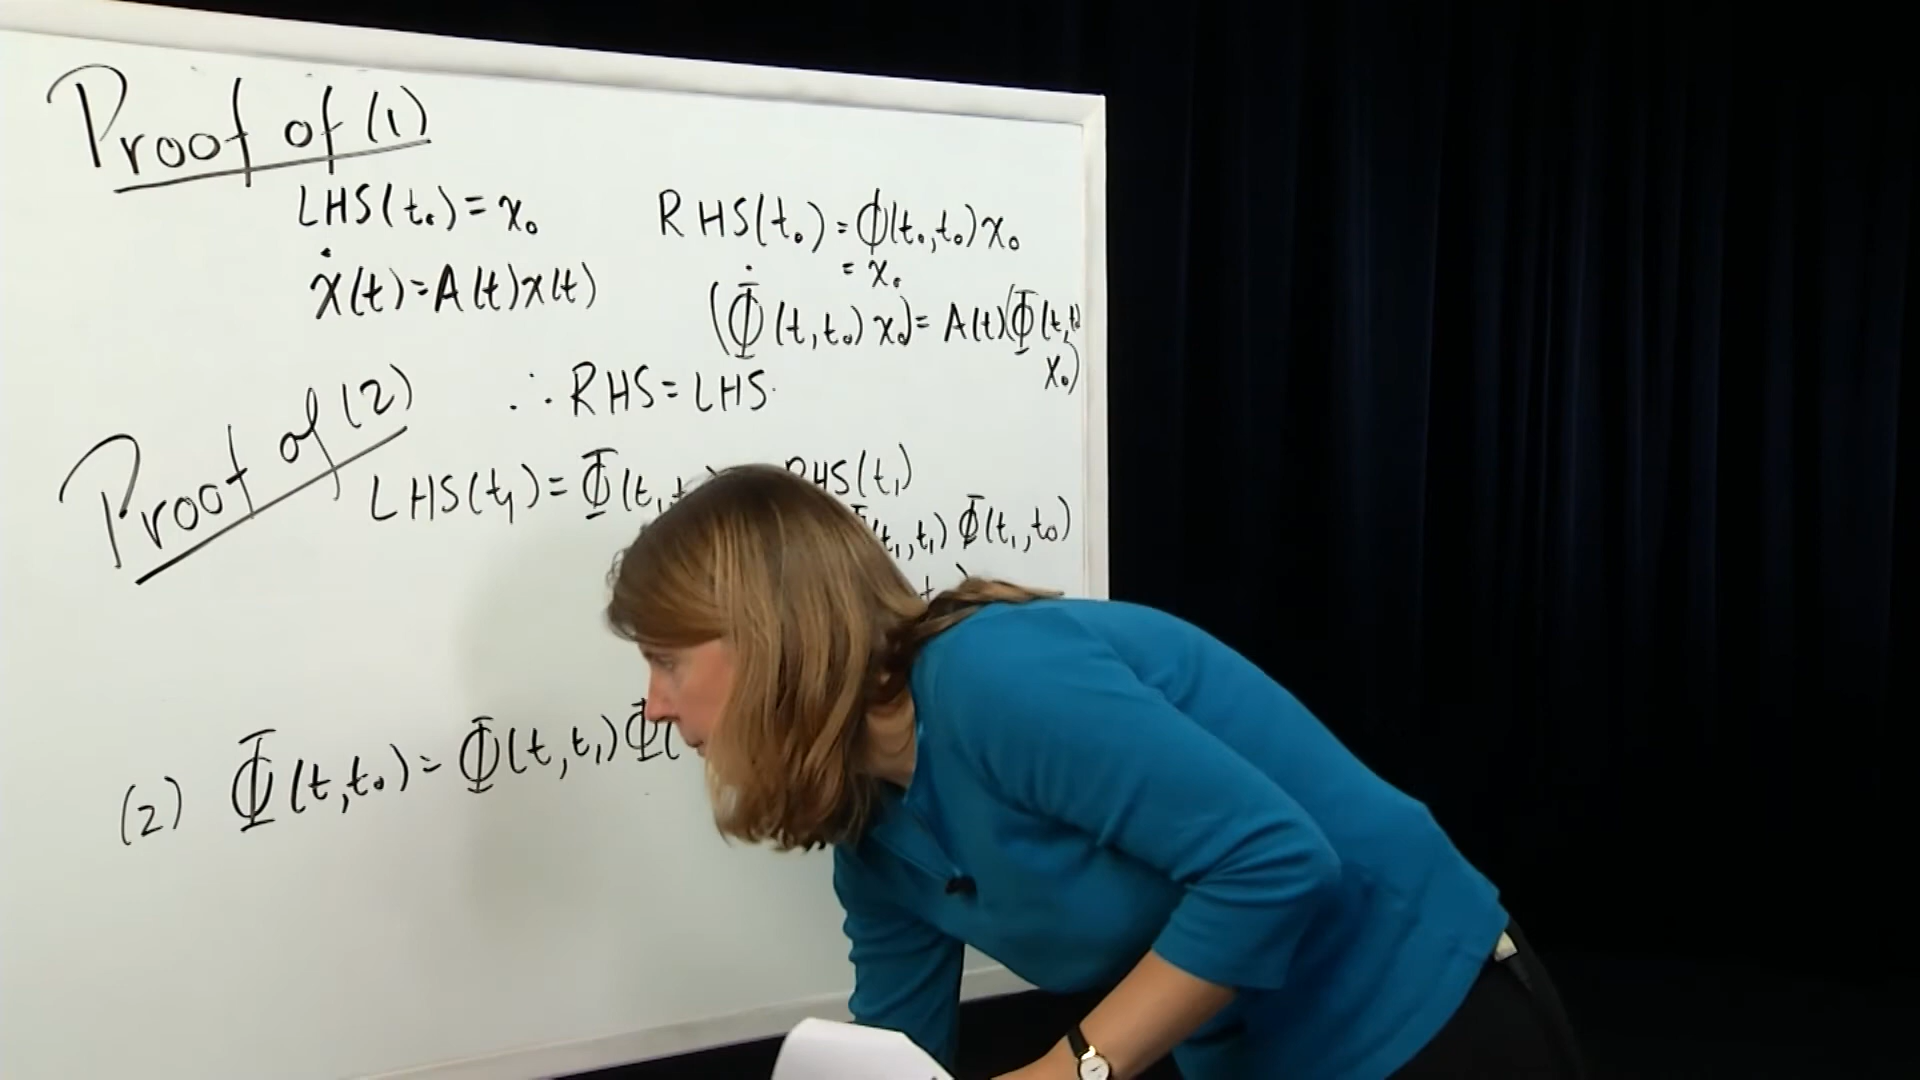 Proof of (1)
LHS(t₀) = x₀
RHS(t₀) = Φ(t₀,t₀)x₀
= x₀
ẋ(t) = A(t)x(t)
(Φ̇(t,t₀)x₀) = A(t)(Φ(t,t₀
x₀)
∴ RHS = LHS.
Proof of (2)
LHS(t₁) = Φ(t₁,t
RHS(t₁)
(t₁,t₁) Φ(t₁,t₀)
(2) Φ(t,t₀) = Φ(t,t₁)Φ(